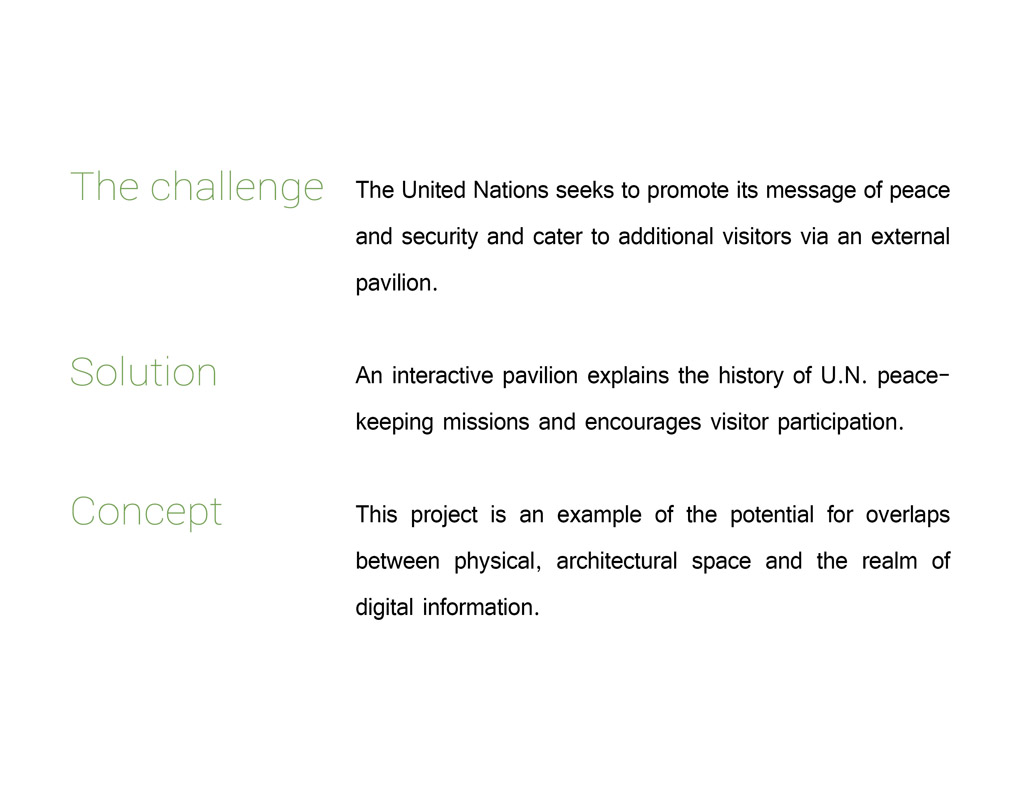 The challenge
The United Nations seeks to promote its message of peace
and security and cater to additional visitors via an external
pavilion.
Solution
An interactive pavilion explains the history of U.N. peace-
keeping missions and encourages visitor participation.
Concept
This project is an example of the potential for overlaps
between physical, architectural space and the realm of
digital information.